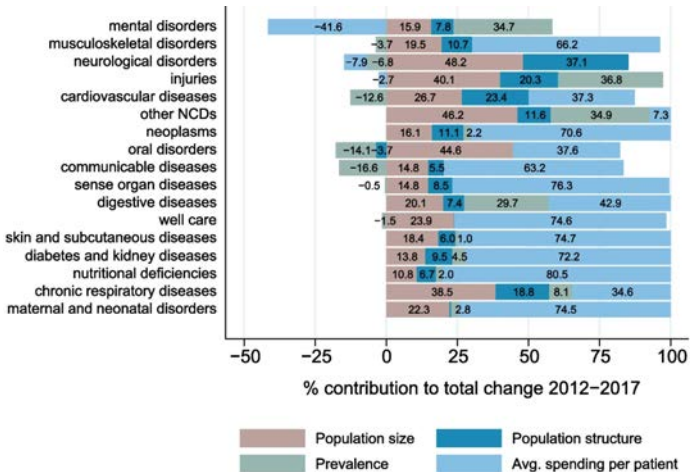 mental disorders −41.6 15.9 7.8 34.7
musculoskeletal disorders −3.7 19.5 10.7 66.2
neurological disorders −7.9 −6.8 48.2 37.1
injuries −2.7 40.1 20.3 36.8
cardiovascular diseases −12.6 26.7 23.4 37.3
other NCDs 46.2 11.6 34.9 7.3
neoplasms 16.1 11.1 2.2 70.6
oral disorders −14.1 −3.7 44.6 37.6
communicable diseases −16.6 14.8 5.5 63.2
sense organ diseases −0.5 14.8 8.5 76.3
digestive diseases 20.1 7.4 29.7 42.9
well care −1.5 23.9 74.6
skin and subcutaneous diseases 18.4 6.0 1.0 74.7
diabetes and kidney diseases 13.8 9.5 4.5 72.2
nutritional deficiencies 10.8 6.7 2.0 80.5
chronic respiratory diseases 38.5 18.8 8.1 34.6
maternal and neonatal disorders 22.3 2.8 74.5
−50 −25 0 25 50 75 100
% contribution to total change 2012−2017
Population size Population structure
Prevalence Avg. spending per patient